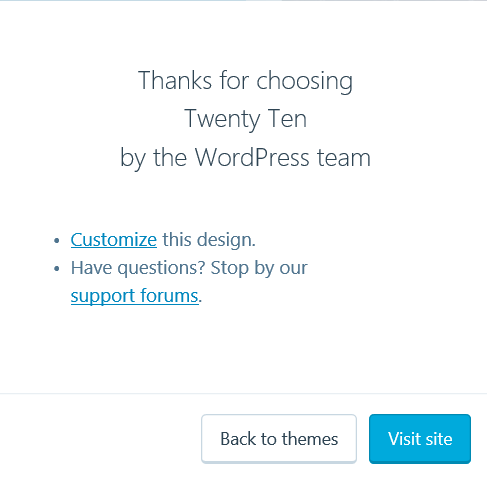 Thanks for choosing
Twenty Ten
by the WordPress team
• Customize this design.
• Have questions? Stop by our
support forums.
Back to themes Visit site